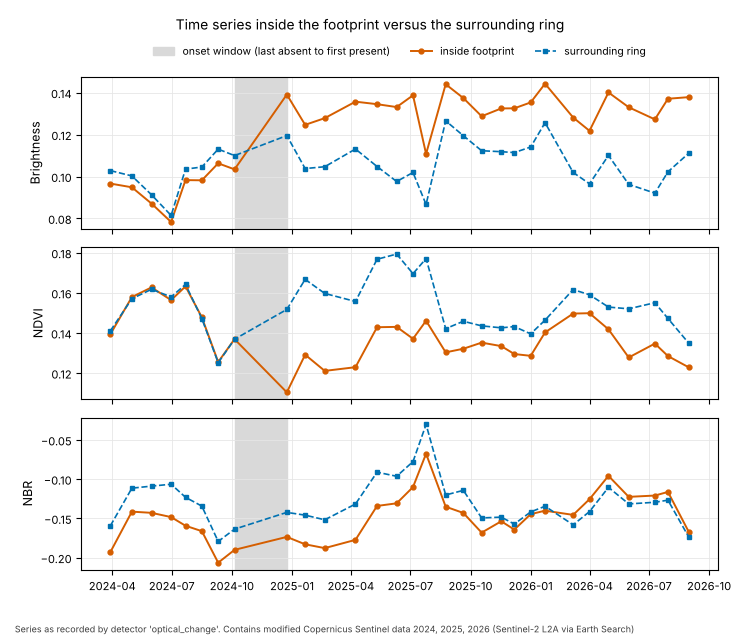 Time series inside the footprint versus the surrounding ring
onset window (last absent to first present) inside footprint surrounding ring
0.14
0.12
0.10
0.08
Brightness
0.18
0.16
0.14
0.12
NDVI
−0.05
−0.10
−0.15
−0.20
NBR
2024-04 2024-07 2024-10 2025-01 2025-04 2025-07 2025-10 2026-01 2026-04 2026-07 2026-10
Series as recorded by detector 'optical_change'. Contains modified Copernicus Sentinel data 2024, 2025, 2026 (Sentinel-2 L2A via Earth Search)